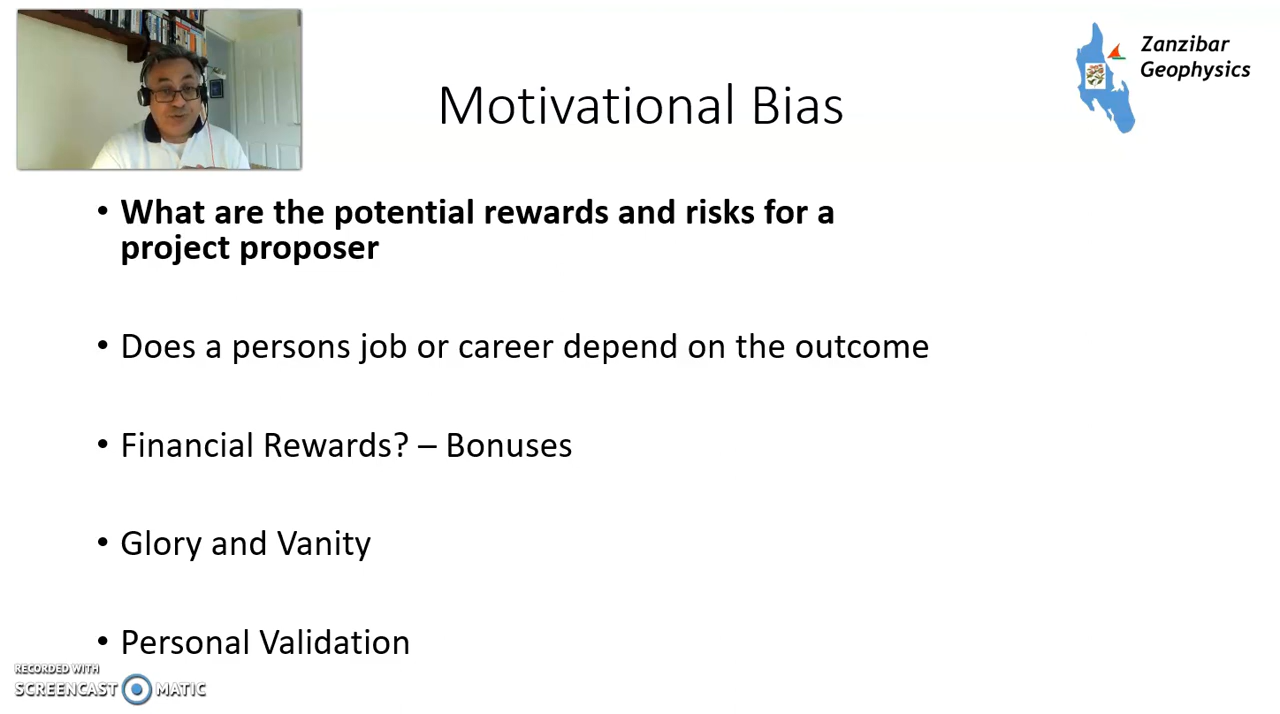 Zanzibar
Geophysics
Motivational Bias
• What are the potential rewards and risks for a
project proposer
• Does a persons job or career depend on the outcome
• Financial Rewards? – Bonuses
• Glory and Vanity
• Personal Validation
RECORDED WITH
SCREENCAST MATIC